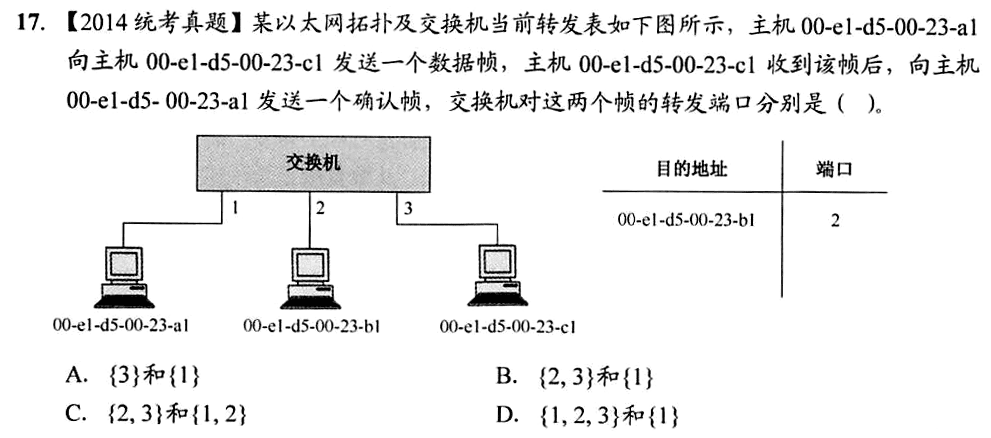 17. 【2014 统考真题】某以太网拓扑及交换机当前转发表如下图所示，主机 00-e1-d5-00-23-a1
向主机 00-e1-d5-00-23-c1 发送一个数据帧，主机 00-e1-d5-00-23-c1 收到该帧后，向主机
00-e1-d5- 00-23-a1 发送一个确认帧，交换机对这两个帧的转发端口分别是（ ）。
交换机
1 2 3
00-e1-d5-00-23-a1 00-e1-d5-00-23-b1 00-e1-d5-00-23-c1
目的地址 端口
00-e1-d5-00-23-b1 2
A. {3}和{1} B. {2, 3}和{1}
C. {2, 3}和{1, 2} D. {1, 2, 3}和{1}